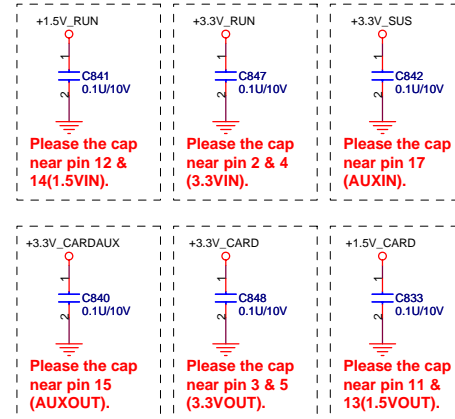 +1.5V_RUN
1
C841
0.1U/10V
2
Please the cap
near pin 12 &
14(1.5VIN).
+3.3V_RUN
1
C847
0.1U/10V
2
Please the cap
near pin 2 & 4
(3.3VIN).
+3.3V_SUS
1
C842
0.1U/10V
2
Please the cap
near pin 17
(AUXIN).
+3.3V_CARDAUX
1
C840
0.1U/10V
2
Please the cap
near pin 15
(AUXOUT).
+3.3V_CARD
1
C848
0.1U/10V
2
Please the cap
near pin 3 & 5
(3.3VOUT).
+1.5V_CARD
1
C833
0.1U/10V
2
Please the cap
near pin 11 &
13(1.5VOUT).